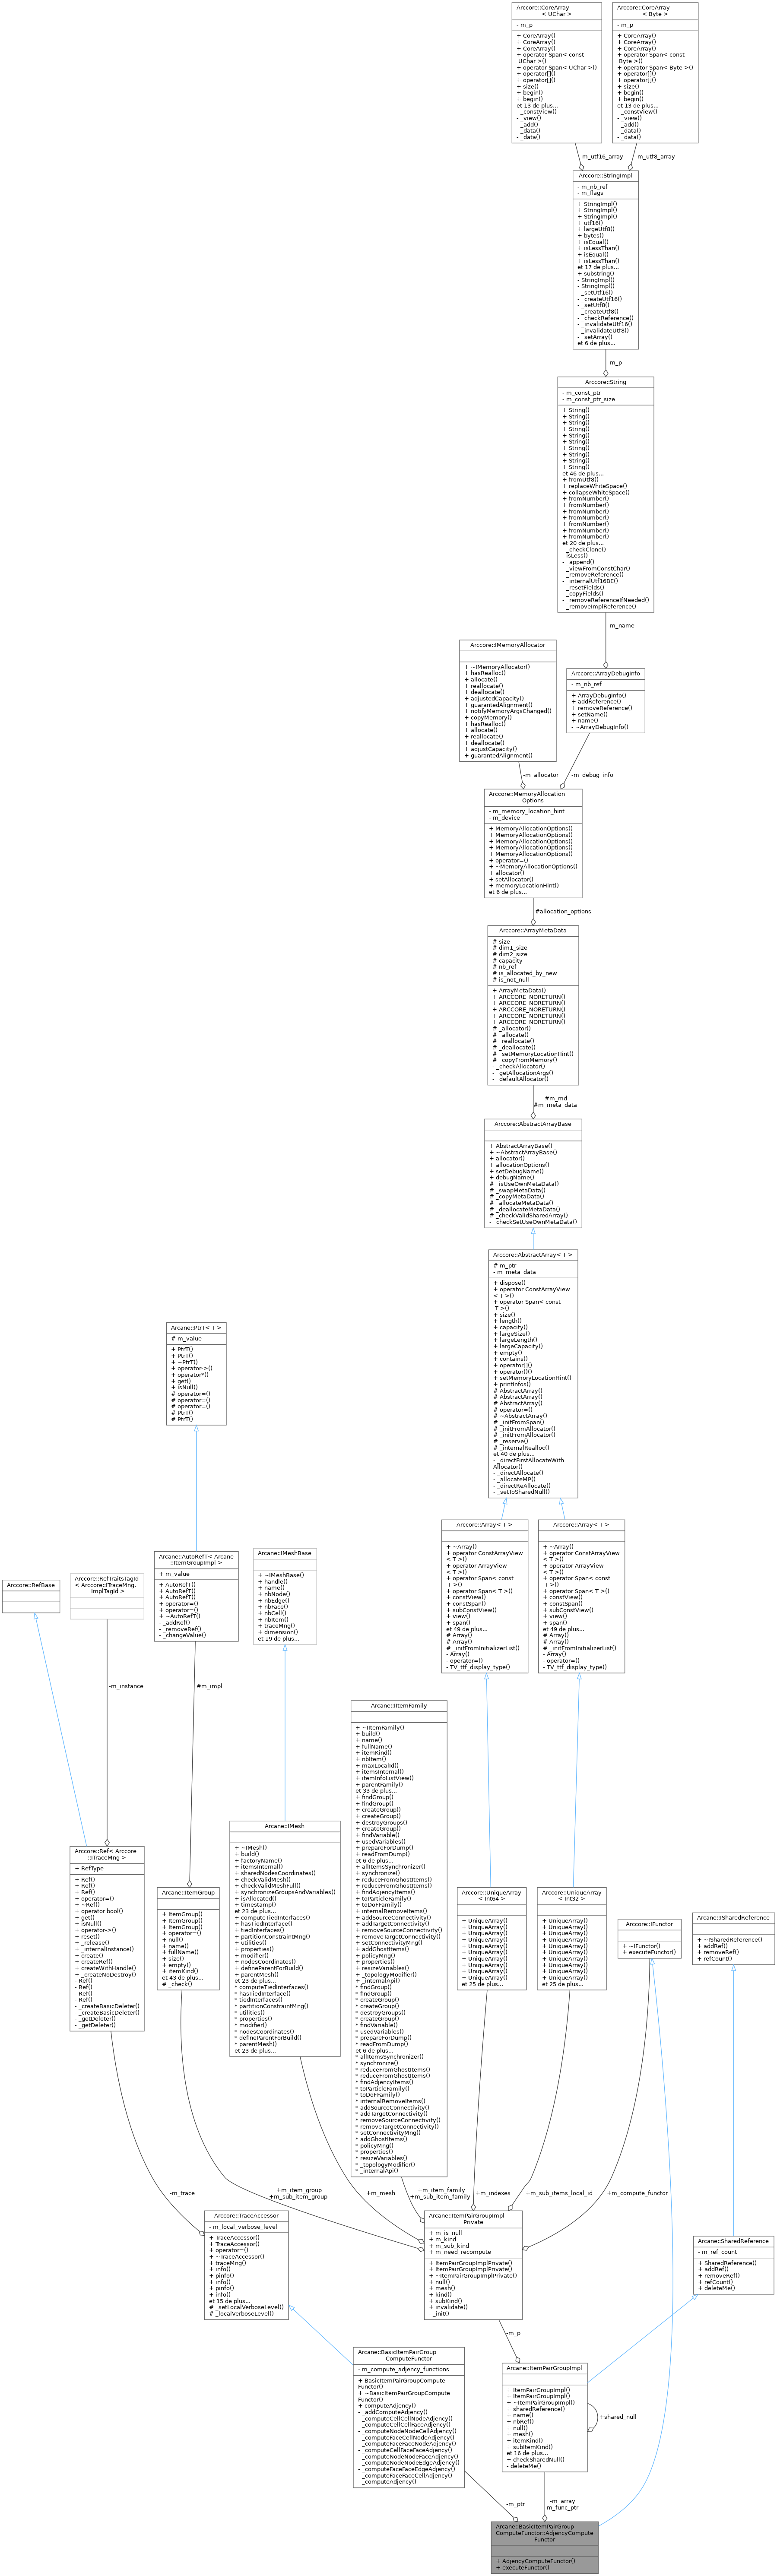 Arccore::CoreArray
< UChar >
- m_p
+ CoreArray()
+ CoreArray()
+ CoreArray()
+ operator Span< const
UChar >()
+ operator Span< UChar >()
+ operator[]()
+ operator[]()
+ size()
+ begin()
+ begin()
et 13 de plus...
- _constView()
- _view()
- _add()
- _data()
- _data()
Arccore::CoreArray
< Byte >
- m_p
+ CoreArray()
+ CoreArray()
+ CoreArray()
+ operator Span< const
Byte >()
+ operator Span< Byte >()
+ operator[]()
+ operator[]()
+ size()
+ begin()
+ begin()
et 13 de plus...
- _constView()
- _view()
- _add()
- _data()
- _data()
-m_utf16_array
-m_utf8_array
Arccore::StringImpl
- m_nb_ref
- m_flags
+ StringImpl()
+ StringImpl()
+ StringImpl()
+ utf16()
+ largeUtf8()
+ bytes()
+ isEqual()
+ isLessThan()
+ isEqual()
+ isLessThan()
et 17 de plus...
+ substring()
- StringImpl()
- StringImpl()
- _setUtf16()
- _createUtf16()
- _setUtf8()
- _createUtf8()
- _checkReference()
- _invalidateUtf16()
- _invalidateUtf8()
- _setArray()
et 6 de plus...
-m_p
Arccore::String
- m_const_ptr
- m_const_ptr_size
+ String()
+ String()
+ String()
+ String()
+ String()
+ String()
+ String()
+ String()
+ String()
+ String()
et 46 de plus...
+ fromUtf8()
+ replaceWhiteSpace()
+ collapseWhiteSpace()
+ fromNumber()
+ fromNumber()
+ fromNumber()
+ fromNumber()
+ fromNumber()
+ fromNumber()
+ fromNumber()
et 20 de plus...
- _checkClone()
- isLess()
- _append()
- _viewFromConstChar()
- _removeReference()
- _internalUtf16BE()
- _resetFields()
- _copyFields()
- _removeReferenceIfNeeded()
- _removeImplReference()
-m_name
Arccore::IMemoryAllocator
+ ~IMemoryAllocator()
+ hasRealloc()
+ allocate()
+ reallocate()
+ deallocate()
+ adjustedCapacity()
+ guarantedAlignment()
+ notifyMemoryArgsChanged()
+ copyMemory()
+ hasRealloc()
+ allocate()
+ reallocate()
+ deallocate()
+ adjustCapacity()
+ guarantedAlignment()
Arccore::ArrayDebugInfo
- m_nb_ref
+ ArrayDebugInfo()
+ addReference()
+ removeReference()
+ setName()
+ name()
- ~ArrayDebugInfo()
-m_allocator
-m_debug_info
Arccore::MemoryAllocation
Options
- m_memory_location_hint
- m_device
+ MemoryAllocationOptions()
+ MemoryAllocationOptions()
+ MemoryAllocationOptions()
+ MemoryAllocationOptions()
+ MemoryAllocationOptions()
+ operator=()
+ ~MemoryAllocationOptions()
+ allocator()
+ setAllocator()
+ memoryLocationHint()
et 6 de plus...
#allocation_options
Arccore::ArrayMetaData
# size
# dim1_size
# dim2_size
# capacity
# nb_ref
# is_allocated_by_new
# is_not_null
+ ArrayMetaData()
+ ARCCORE_NORETURN()
+ ARCCORE_NORETURN()
+ ARCCORE_NORETURN()
+ ARCCORE_NORETURN()
+ ARCCORE_NORETURN()
# _allocator()
# _allocate()
# _reallocate()
# _deallocate()
# _setMemoryLocationHint()
# _copyFromMemory()
- _checkAllocator()
- _getAllocationArgs()
- _defaultAllocator()
#m_md
#m_meta_data
Arccore::AbstractArrayBase
+ AbstractArrayBase()
+ ~AbstractArrayBase()
+ allocator()
+ allocationOptions()
+ setDebugName()
+ debugName()
# _isUseOwnMetaData()
# _swapMetaData()
# _copyMetaData()
# _allocateMetaData()
# _deallocateMetaData()
# _checkValidSharedArray()
- _checkSetUseOwnMetaData()
Arccore::AbstractArray< T >
# m_ptr
- m_meta_data
+ dispose()
+ operator ConstArrayView
< T >()
+ operator Span< const
T >()
+ size()
+ length()
+ capacity()
+ largeSize()
+ largeLength()
+ largeCapacity()
+ empty()
+ contains()
+ operator[]()
+ operator()()
+ setMemoryLocationHint()
+ printInfos()
# AbstractArray()
# AbstractArray()
# AbstractArray()
# operator=()
# ~AbstractArray()
# _initFromSpan()
# _initFromAllocator()
# _initFromAllocator()
# _reserve()
# _internalRealloc()
et 40 de plus...
- _directFirstAllocateWith
Allocator()
- _directAllocate()
- _allocateMP()
- _directReAllocate()
- _setToSharedNull()
Arcane::PtrT< T >
# m_value
+ PtrT()
+ PtrT()
+ ~PtrT()
+ operator->()
+ operator*()
+ get()
+ isNull()
# operator=()
# operator=()
# operator=()
# PtrT()
# PtrT()
Arccore::Array< T >
+ ~Array()
+ operator ConstArrayView
< T >()
+ operator ArrayView
< T >()
+ operator Span< const
T >()
+ operator Span< T >()
+ constView()
+ constSpan()
+ subConstView()
+ view()
+ span()
et 49 de plus...
# Array()
# Array()
# _initFromInitializerList()
- Array()
- operator=()
- TV_ttf_display_type()
Arccore::Array< T >
+ ~Array()
+ operator ConstArrayView
< T >()
+ operator ArrayView
< T >()
+ operator Span< const
T >()
+ operator Span< T >()
+ constView()
+ constSpan()
+ subConstView()
+ view()
+ span()
et 49 de plus...
# Array()
# Array()
# _initFromInitializerList()
- Array()
- operator=()
- TV_ttf_display_type()
Arccore::RefBase
Arccore::RefTraitsTagId
< Arccore::ITraceMng,
ImplTagId >
Arcane::AutoRefT< Arcane
::ItemGroupImpl >
+ m_value
+ AutoRefT()
+ AutoRefT()
+ AutoRefT()
+ operator=()
+ operator=()
+ ~AutoRefT()
- _addRef()
- _removeRef()
- _changeValue()
Arcane::IMeshBase
+ ~IMeshBase()
+ handle()
+ name()
+ nbNode()
+ nbEdge()
+ nbFace()
+ nbCell()
+ nbItem()
+ traceMng()
+ dimension()
et 19 de plus...
-m_instance
#m_impl
Arcane::IItemFamily
+ ~IItemFamily()
+ build()
+ name()
+ fullName()
+ itemKind()
+ nbItem()
+ maxLocalId()
+ itemsInternal()
+ itemInfoListView()
+ parentFamily()
et 33 de plus...
+ findGroup()
+ findGroup()
+ createGroup()
+ createGroup()
+ destroyGroups()
+ createGroup()
+ findVariable()
+ usedVariables()
+ prepareForDump()
+ readFromDump()
et 6 de plus...
+ allItemsSynchronizer()
+ synchronize()
+ reduceFromGhostItems()
+ reduceFromGhostItems()
+ findAdjencyItems()
+ toParticleFamily()
+ toDoFFamily()
+ internalRemoveItems()
+ addSourceConnectivity()
+ addTargetConnectivity()
+ removeSourceConnectivity()
+ removeTargetConnectivity()
+ setConnectivityMng()
+ addGhostItems()
+ policyMng()
+ properties()
+ resizeVariables()
+ _topologyModifier()
+ _internalApi()
* findGroup()
* findGroup()
* createGroup()
* createGroup()
* destroyGroups()
* createGroup()
* findVariable()
* usedVariables()
* prepareForDump()
* readFromDump()
et 6 de plus...
* allItemsSynchronizer()
* synchronize()
* reduceFromGhostItems()
* reduceFromGhostItems()
* findAdjencyItems()
* toParticleFamily()
* toDoFFamily()
* internalRemoveItems()
* addSourceConnectivity()
* addTargetConnectivity()
* removeSourceConnectivity()
* removeTargetConnectivity()
* setConnectivityMng()
* addGhostItems()
* policyMng()
* properties()
* resizeVariables()
* _topologyModifier()
* _internalApi()
Arcane::IMesh
+ ~IMesh()
+ build()
+ factoryName()
+ itemsInternal()
+ sharedNodesCoordinates()
+ checkValidMesh()
+ checkValidMeshFull()
+ synchronizeGroupsAndVariables()
+ isAllocated()
+ timestamp()
et 23 de plus...
+ computeTiedInterfaces()
+ hasTiedInterface()
+ tiedInterfaces()
+ partitionConstraintMng()
+ utilities()
+ properties()
+ modifier()
+ nodesCoordinates()
+ defineParentForBuild()
+ parentMesh()
et 23 de plus...
* computeTiedInterfaces()
* hasTiedInterface()
* tiedInterfaces()
* partitionConstraintMng()
* utilities()
* properties()
* modifier()
* nodesCoordinates()
* defineParentForBuild()
* parentMesh()
et 23 de plus...
Arccore::Ref< Arccore
::ITraceMng >
+ RefType
+ Ref()
+ Ref()
+ Ref()
+ operator=()
+ ~Ref()
+ operator bool()
+ get()
+ isNull()
+ operator->()
+ reset()
+ _release()
+ _internalInstance()
+ create()
+ createRef()
+ createWithHandle()
+ _createNoDestroy()
- Ref()
- Ref()
- Ref()
- Ref()
- _createBasicDeleter()
- _createBasicDeleter()
- _getDeleter()
- _getDeleter()
Arcane::ItemGroup
+ ItemGroup()
+ ItemGroup()
+ ItemGroup()
+ operator=()
+ null()
+ name()
+ fullName()
+ size()
+ empty()
+ itemKind()
et 43 de plus...
# _check()
Arccore::UniqueArray
< Int64 >
+ UniqueArray()
+ UniqueArray()
+ UniqueArray()
+ UniqueArray()
+ UniqueArray()
+ UniqueArray()
+ UniqueArray()
+ UniqueArray()
+ UniqueArray()
+ UniqueArray()
et 25 de plus...
Arccore::UniqueArray
< Int32 >
+ UniqueArray()
+ UniqueArray()
+ UniqueArray()
+ UniqueArray()
+ UniqueArray()
+ UniqueArray()
+ UniqueArray()
+ UniqueArray()
+ UniqueArray()
+ UniqueArray()
et 25 de plus...
Arccore::IFunctor
+ ~IFunctor()
+ executeFunctor()
Arcane::ISharedReference
+ ~ISharedReference()
+ addRef()
+ removeRef()
+ refCount()
-m_trace
+m_item_group
+m_sub_item_group
+m_mesh
+m_item_family
+m_sub_item_family
+m_indexes
+m_sub_items_local_id
+m_compute_functor
Arccore::TraceAccessor
- m_local_verbose_level
+ TraceAccessor()
+ TraceAccessor()
+ operator=()
+ ~TraceAccessor()
+ traceMng()
+ info()
+ pinfo()
+ info()
+ pinfo()
+ info()
et 15 de plus...
# _setLocalVerboseLevel()
# _localVerboseLevel()
Arcane::ItemPairGroupImpl
Private
+ m_is_null
+ m_kind
+ m_sub_kind
+ m_need_recompute
+ ItemPairGroupImplPrivate()
+ ItemPairGroupImplPrivate()
+ ~ItemPairGroupImplPrivate()
+ null()
+ mesh()
+ kind()
+ subKind()
+ invalidate()
- _init()
Arcane::SharedReference
- m_ref_count
+ SharedReference()
+ addRef()
+ removeRef()
+ refCount()
+ deleteMe()
-m_p
Arcane::BasicItemPairGroup
ComputeFunctor
- m_compute_adjency_functions
+ BasicItemPairGroupCompute
Functor()
+ ~BasicItemPairGroupCompute
Functor()
+ computeAdjency()
- _addComputeAdjency()
- _computeCellCellNodeAdjency()
- _computeCellCellFaceAdjency()
- _computeNodeNodeCellAdjency()
- _computeFaceCellNodeAdjency()
- _computeFaceFaceNodeAdjency()
- _computeCellFaceFaceAdjency()
- _computeNodeNodeFaceAdjency()
- _computeNodeNodeEdgeAdjency()
- _computeFaceFaceEdgeAdjency()
- _computeFaceFaceCellAdjency()
- _computeAdjency()
Arcane::ItemPairGroupImpl
+ ItemPairGroupImpl()
+ ItemPairGroupImpl()
+ ~ItemPairGroupImpl()
+ sharedReference()
+ name()
+ nbRef()
+ null()
+ mesh()
+ itemKind()
+ subItemKind()
et 16 de plus...
+ checkSharedNull()
- deleteMe()
+shared_null
-m_ptr
-m_array
-m_func_ptr
Arcane::BasicItemPairGroup
ComputeFunctor::AdjencyCompute
Functor
+ AdjencyComputeFunctor()
+ executeFunctor()